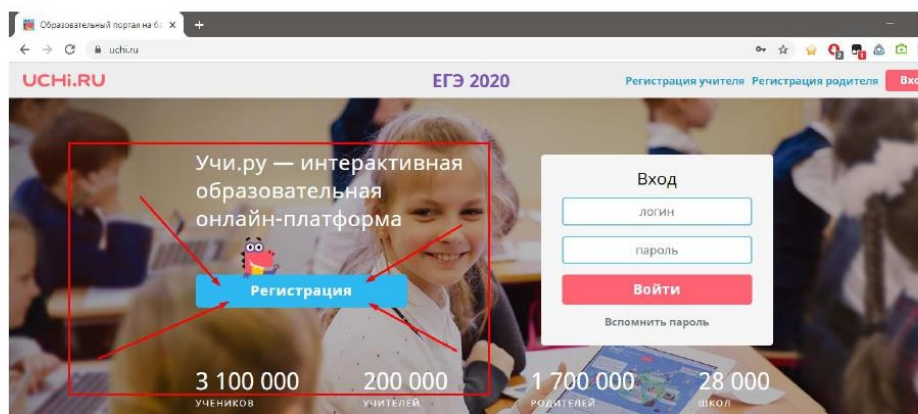 Образовательный портал на ба
uchi.ru
UCHi.RU
ЕГЭ 2020
Регистрация учителя Регистрация родителя
Учи.ру — интерактивная
образовательная
онлайн-платформа
Регистрация
Вход
логин
пароль
Войти
Вспомнить пароль
3 100 000 200 000 1 700 000 28 000
УЧЕНИКОВ УЧИТЕЛЕЙ РОДИТЕЛЕЙ ШКОЛ